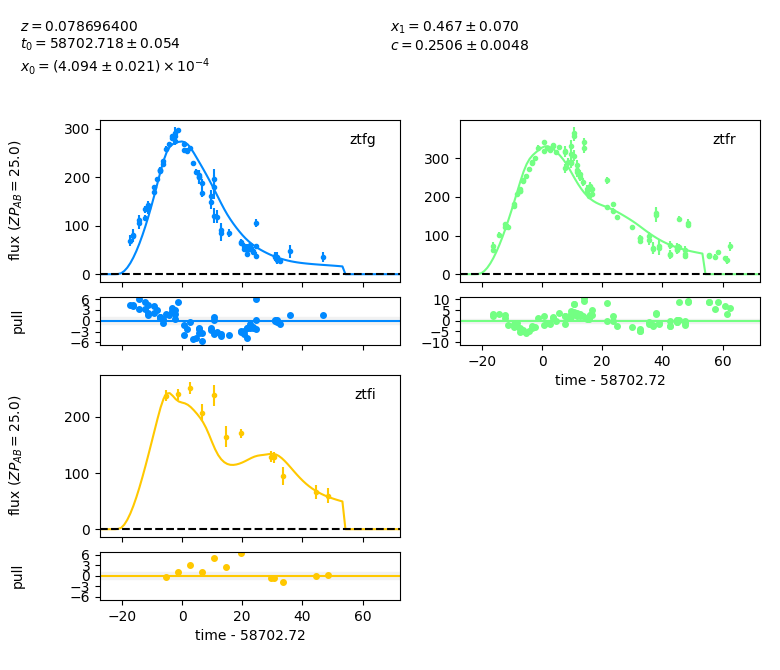 z = 0.078696400
t₀ = 58702.718 ± 0.054
x₀ = (4.094 ± 0.021) × 10⁻⁴
x₁ = 0.467 ± 0.070
c = 0.2506 ± 0.0048
flux (ZP_AB = 25.0)
300
200
100
0
ztfg
300
200
100
0
ztfr
pull
6
3
0
−3
−6
10
5
0
−5
−10
−20
0
20
40
60
time - 58702.72
flux (ZP_AB = 25.0)
200
100
0
ztfi
pull
6
3
0
−3
−6
−20
0
20
40
60
time - 58702.72